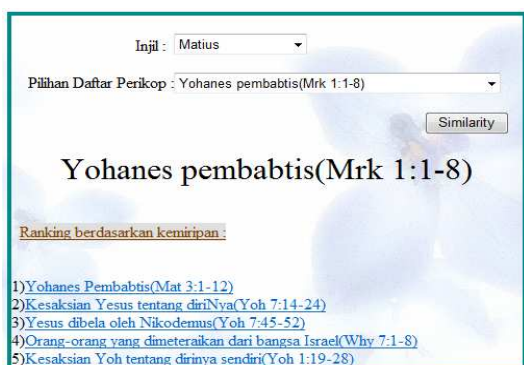 Injil : Matius
Pilihan Daftar Perikop : Yohanes pembabtis(Mrk 1:1-8)
Similarity
Yohanes pembabtis(Mrk 1:1-8)
Ranking berdasarkan kemiripan :
1)Yohanes Pembabtis(Mat 3:1-12)
2)Kesaksian Yesus tentang diriNya(Yoh 7:14-24)
3)Yesus dibela oleh Nikodemus(Yoh 7:45-52)
4)Orang-orang yang dimeteraikan dari bangsa Israel(Why 7:1-8)
5)Kesaksian Yoh tentang dirinya sendiri(Yoh 1:19-28)